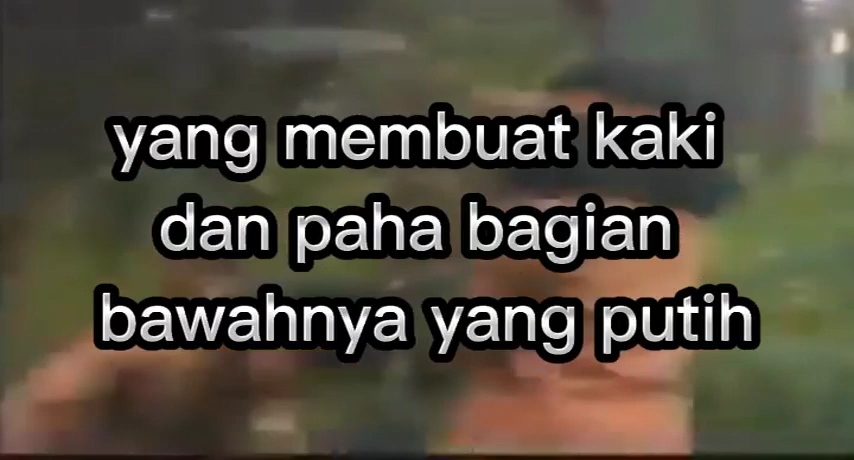 yang membuat kaki
dan paha bagian
bawahnya yang putih